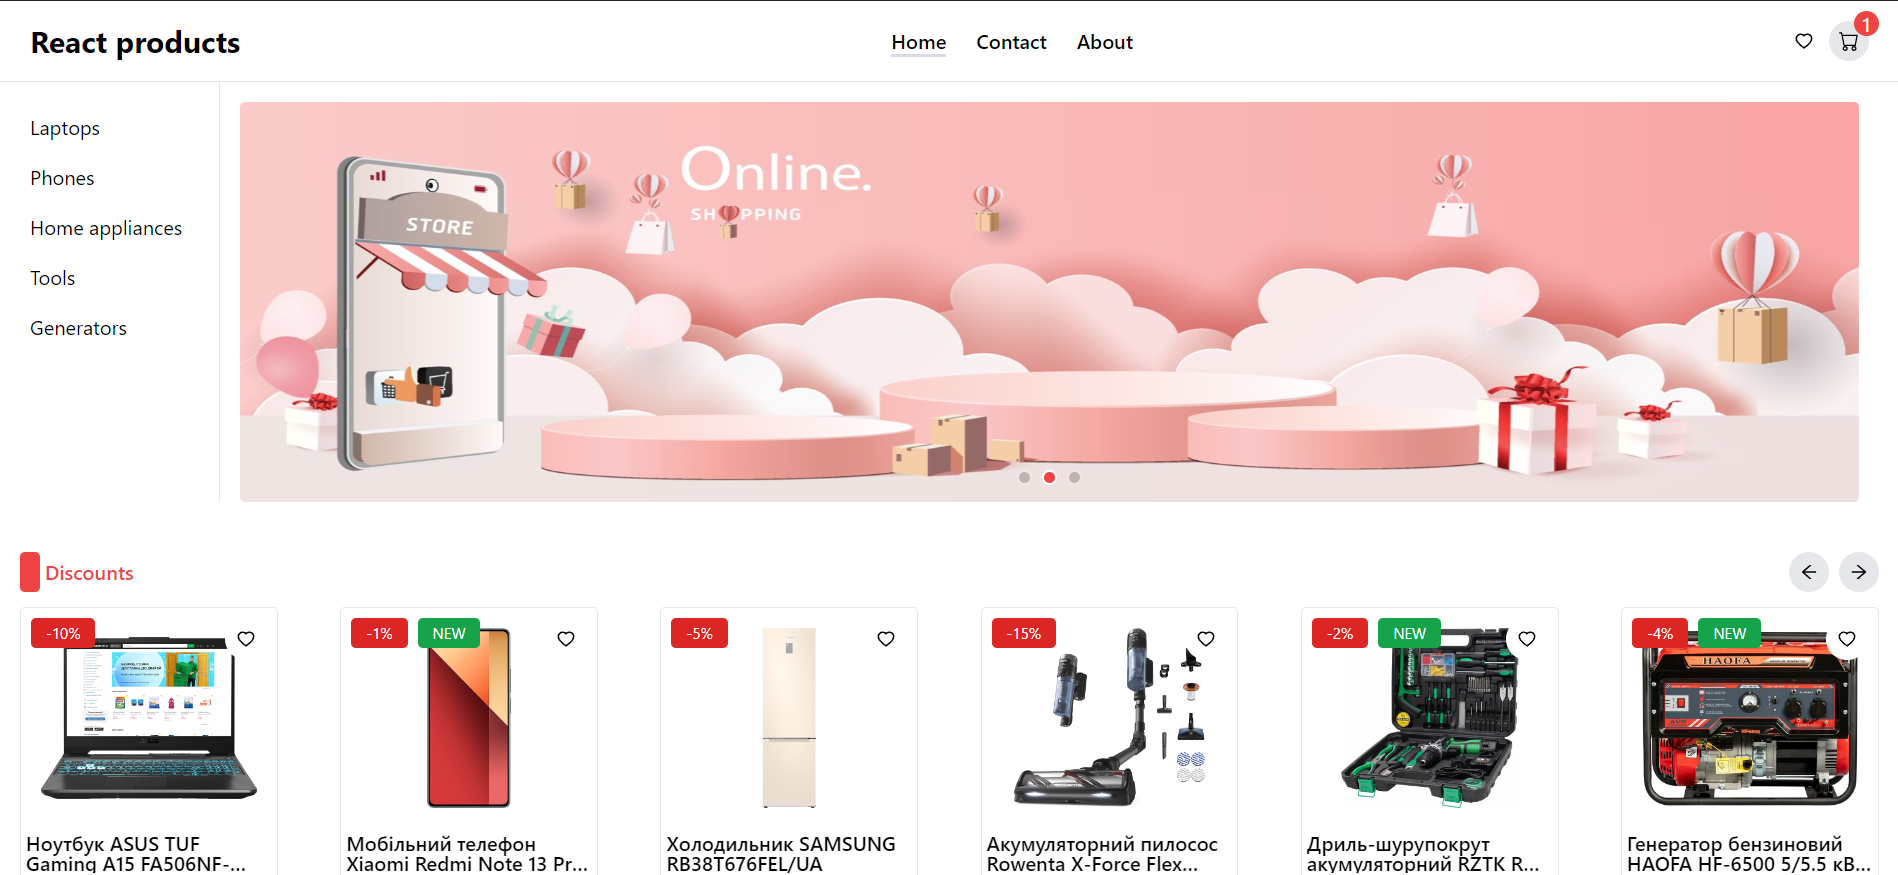 React products
Home
Contact
About
1
Laptops
Phones
Home appliances
Tools
Generators
Online.
SHOPPING
STORE
Discounts
-10%
-1%
NEW
-5%
-15%
-2%
NEW
-4%
NEW
HAOFA
Ноутбук ASUS TUF
Gaming A15 FA506NF-...
Мобільний телефон
Xiaomi Redmi Note 13 Pr...
Холодильник SAMSUNG
RB38T676FEL/UA
Акумуляторний пилосос
Rowenta X-Force Flex...
Дриль-шурупокрут
акумуляторний RZTK R...
Генератор бензиновий
HAOFA HF-6500 5/5.5 кВ...